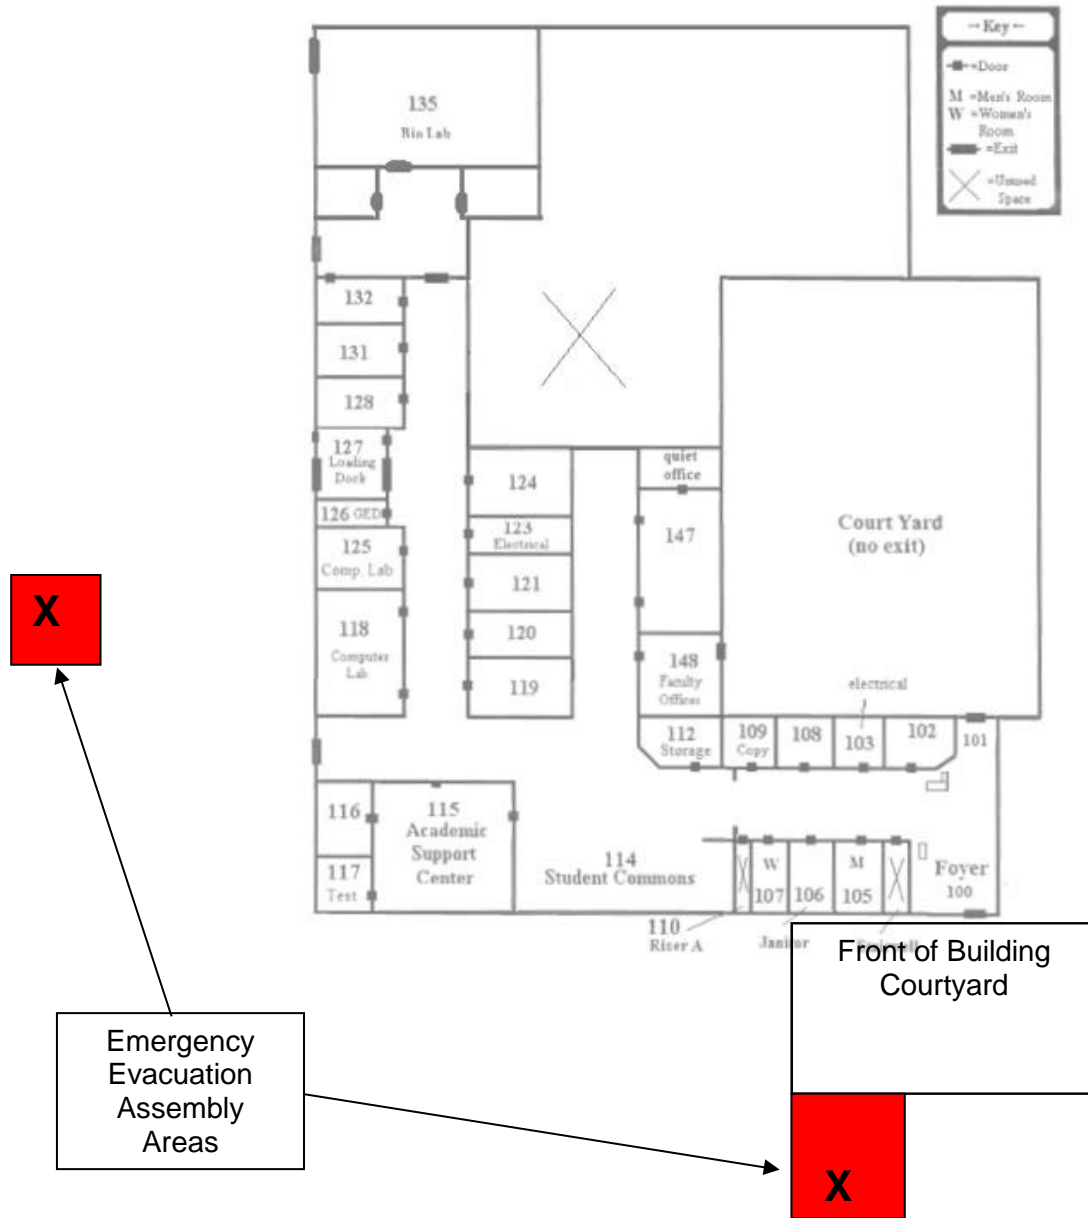 → Key ←
=Door
M =Men's Room
W =Women's
Room
=Exit
=Unused
Space
135
Bio Lab
132
131
128
127
Loading
Dock
126 GED
125
Comp. Lab
118
Computer
Lab
124
123
Electrical
121
120
119
quiet
office
147
148
Faculty
Offices
Court Yard
(no exit)
electrical
112
Storage
109
Copy
108
103
102
101
116
117
Test
115
Academic
Support
Center
114
Student Commons
W
107
106
M
105
Foyer
100
110
Riser A
Janitor
X
Front of Building
Courtyard
Emergency
Evacuation
Assembly
Areas
X